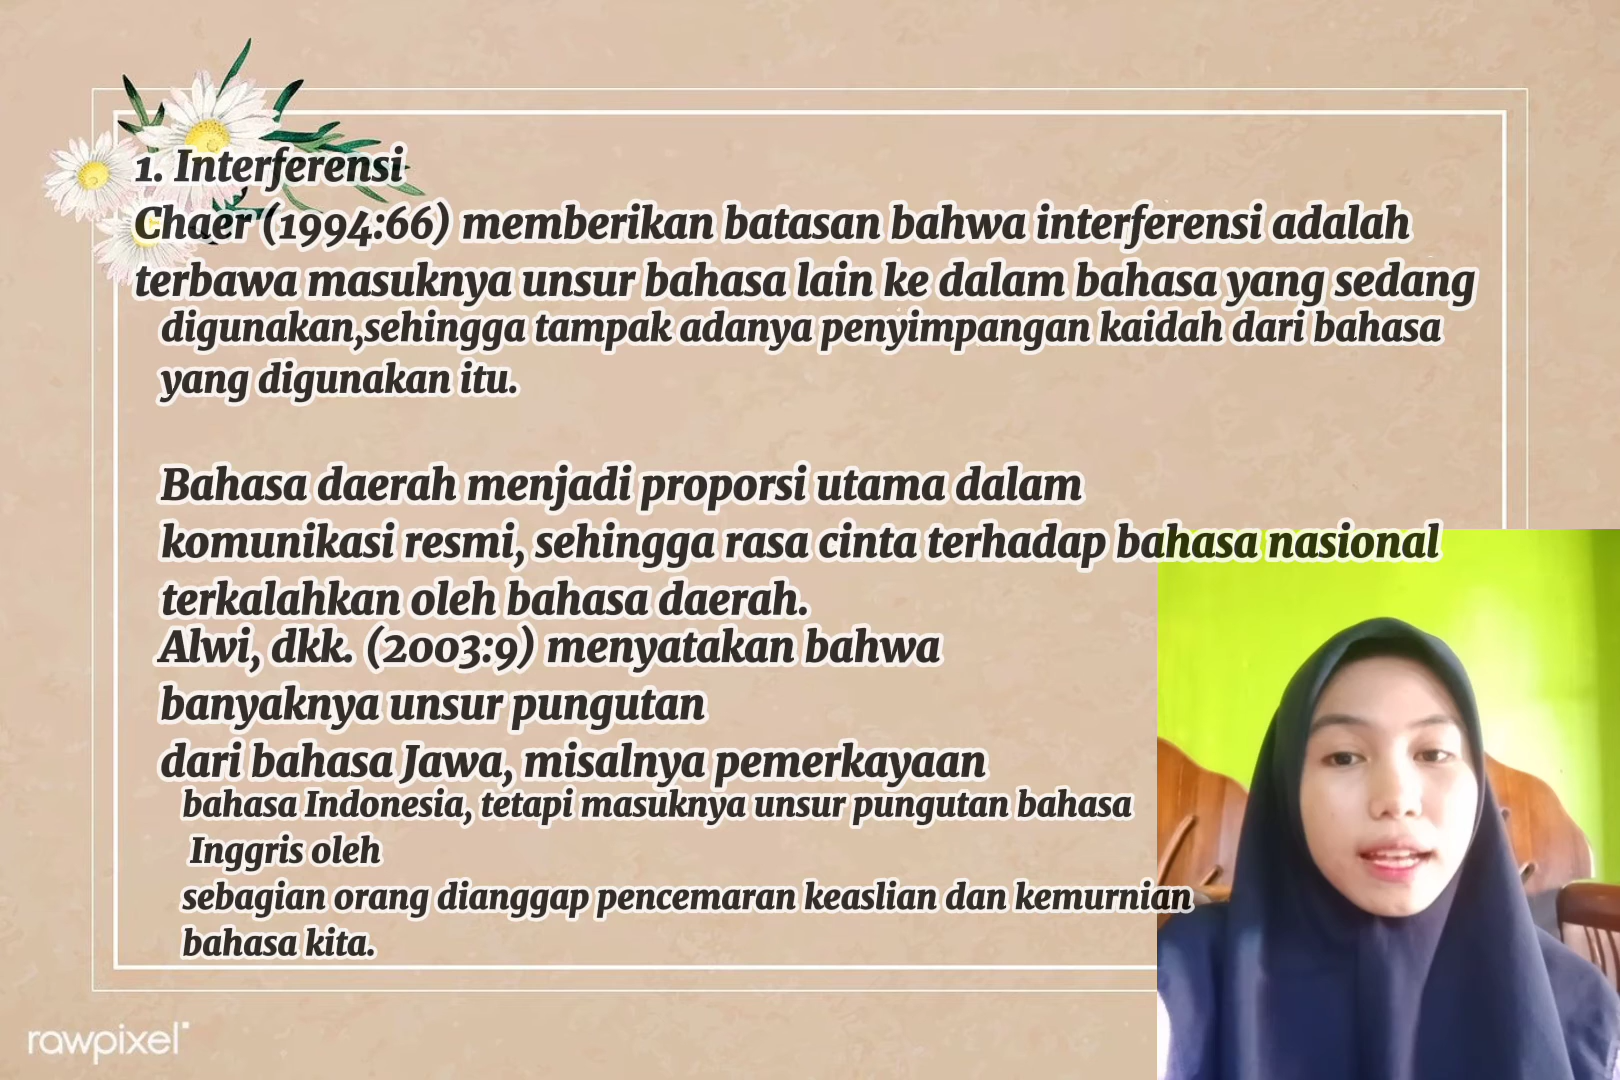 1. Interferensi
Chaer (1994:66) memberikan batasan bahwa interferensi adalah
terbawa masuknya unsur bahasa lain ke dalam bahasa yang sedang
digunakan,sehingga tampak adanya penyimpangan kaidah dari bahasa
yang digunakan itu.
Bahasa daerah menjadi proporsi utama dalam
komunikasi resmi, sehingga rasa cinta terhadap bahasa nasional
terkalahkan oleh bahasa daerah.
Alwi, dkk. (2003:9) menyatakan bahwa
banyaknya unsur pungutan
dari bahasa Jawa, misalnya pemerkayaan
bahasa Indonesia, tetapi masuknya unsur pungutan bahasa
Inggris oleh
sebagian orang dianggap pencemaran keaslian dan kemurnian
bahasa kita.
rawpixel